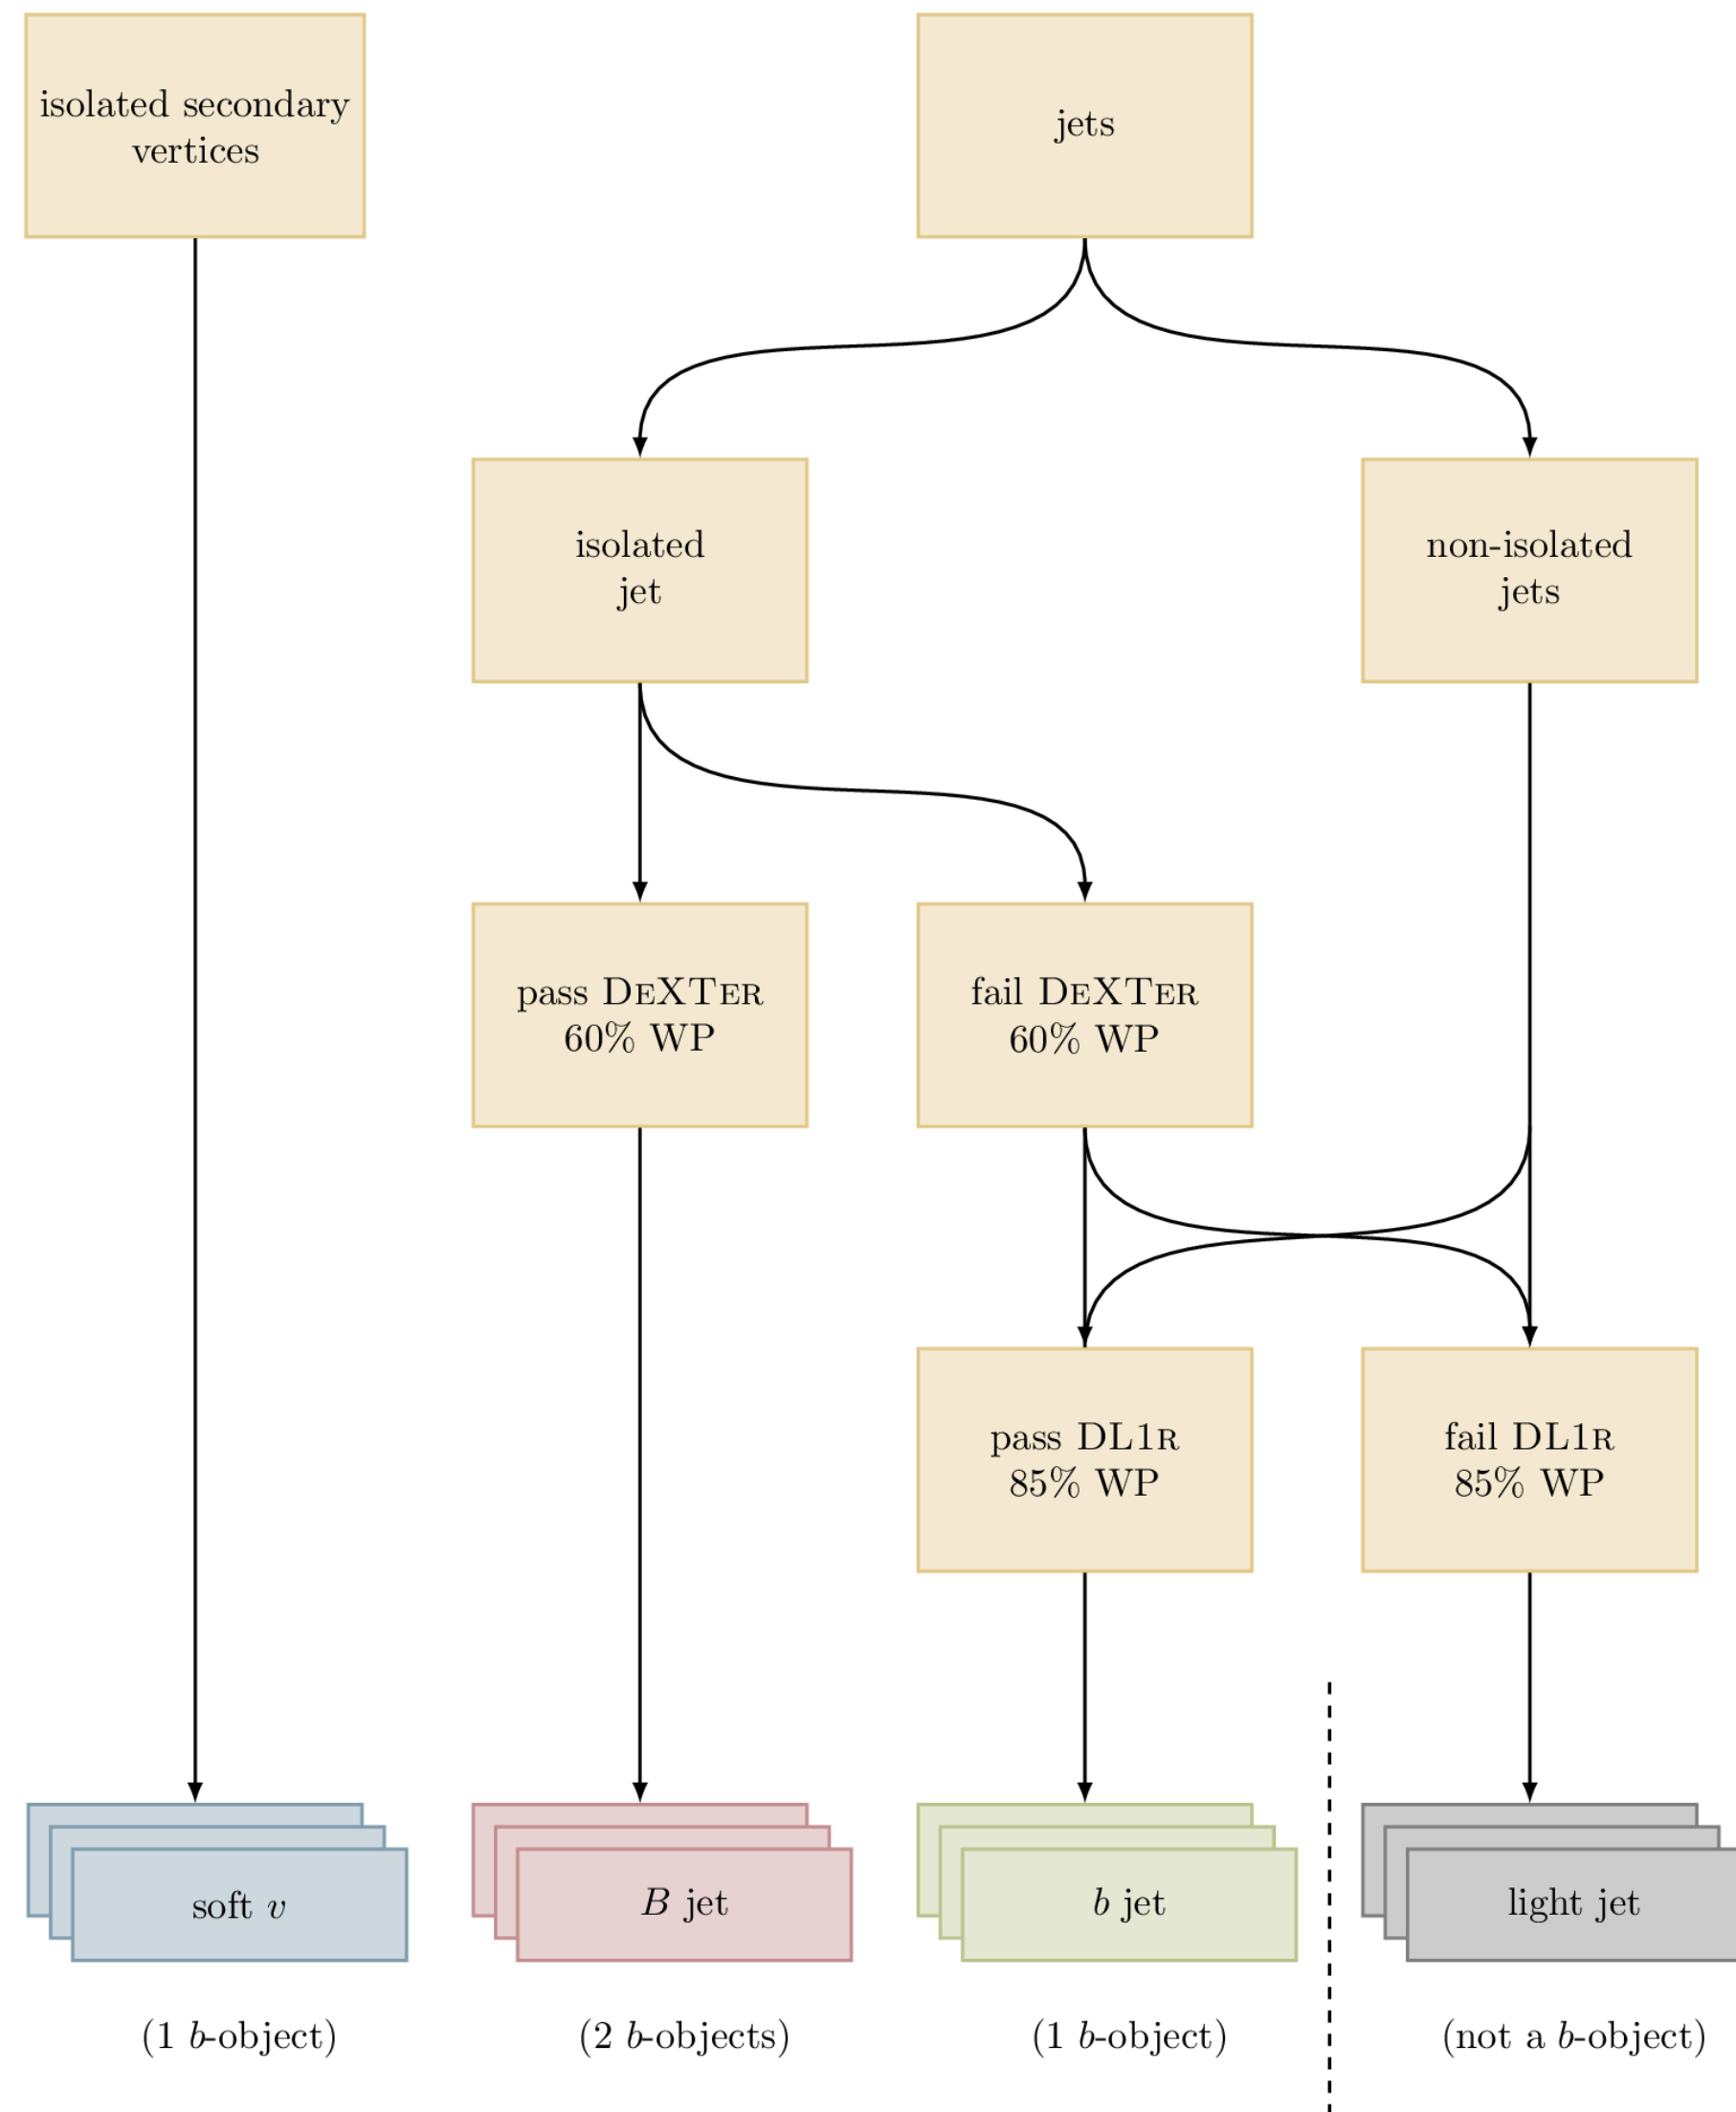 isolated secondary
vertices
jets
isolated
jet
non-isolated
jets
pass DEXTER
60% WP
fail DEXTER
60% WP
pass DL1R
85% WP
fail DL1R
85% WP
soft v
B jet
b jet
light jet
(1 b-object)
(2 b-objects)
(1 b-object)
(not a b-object)